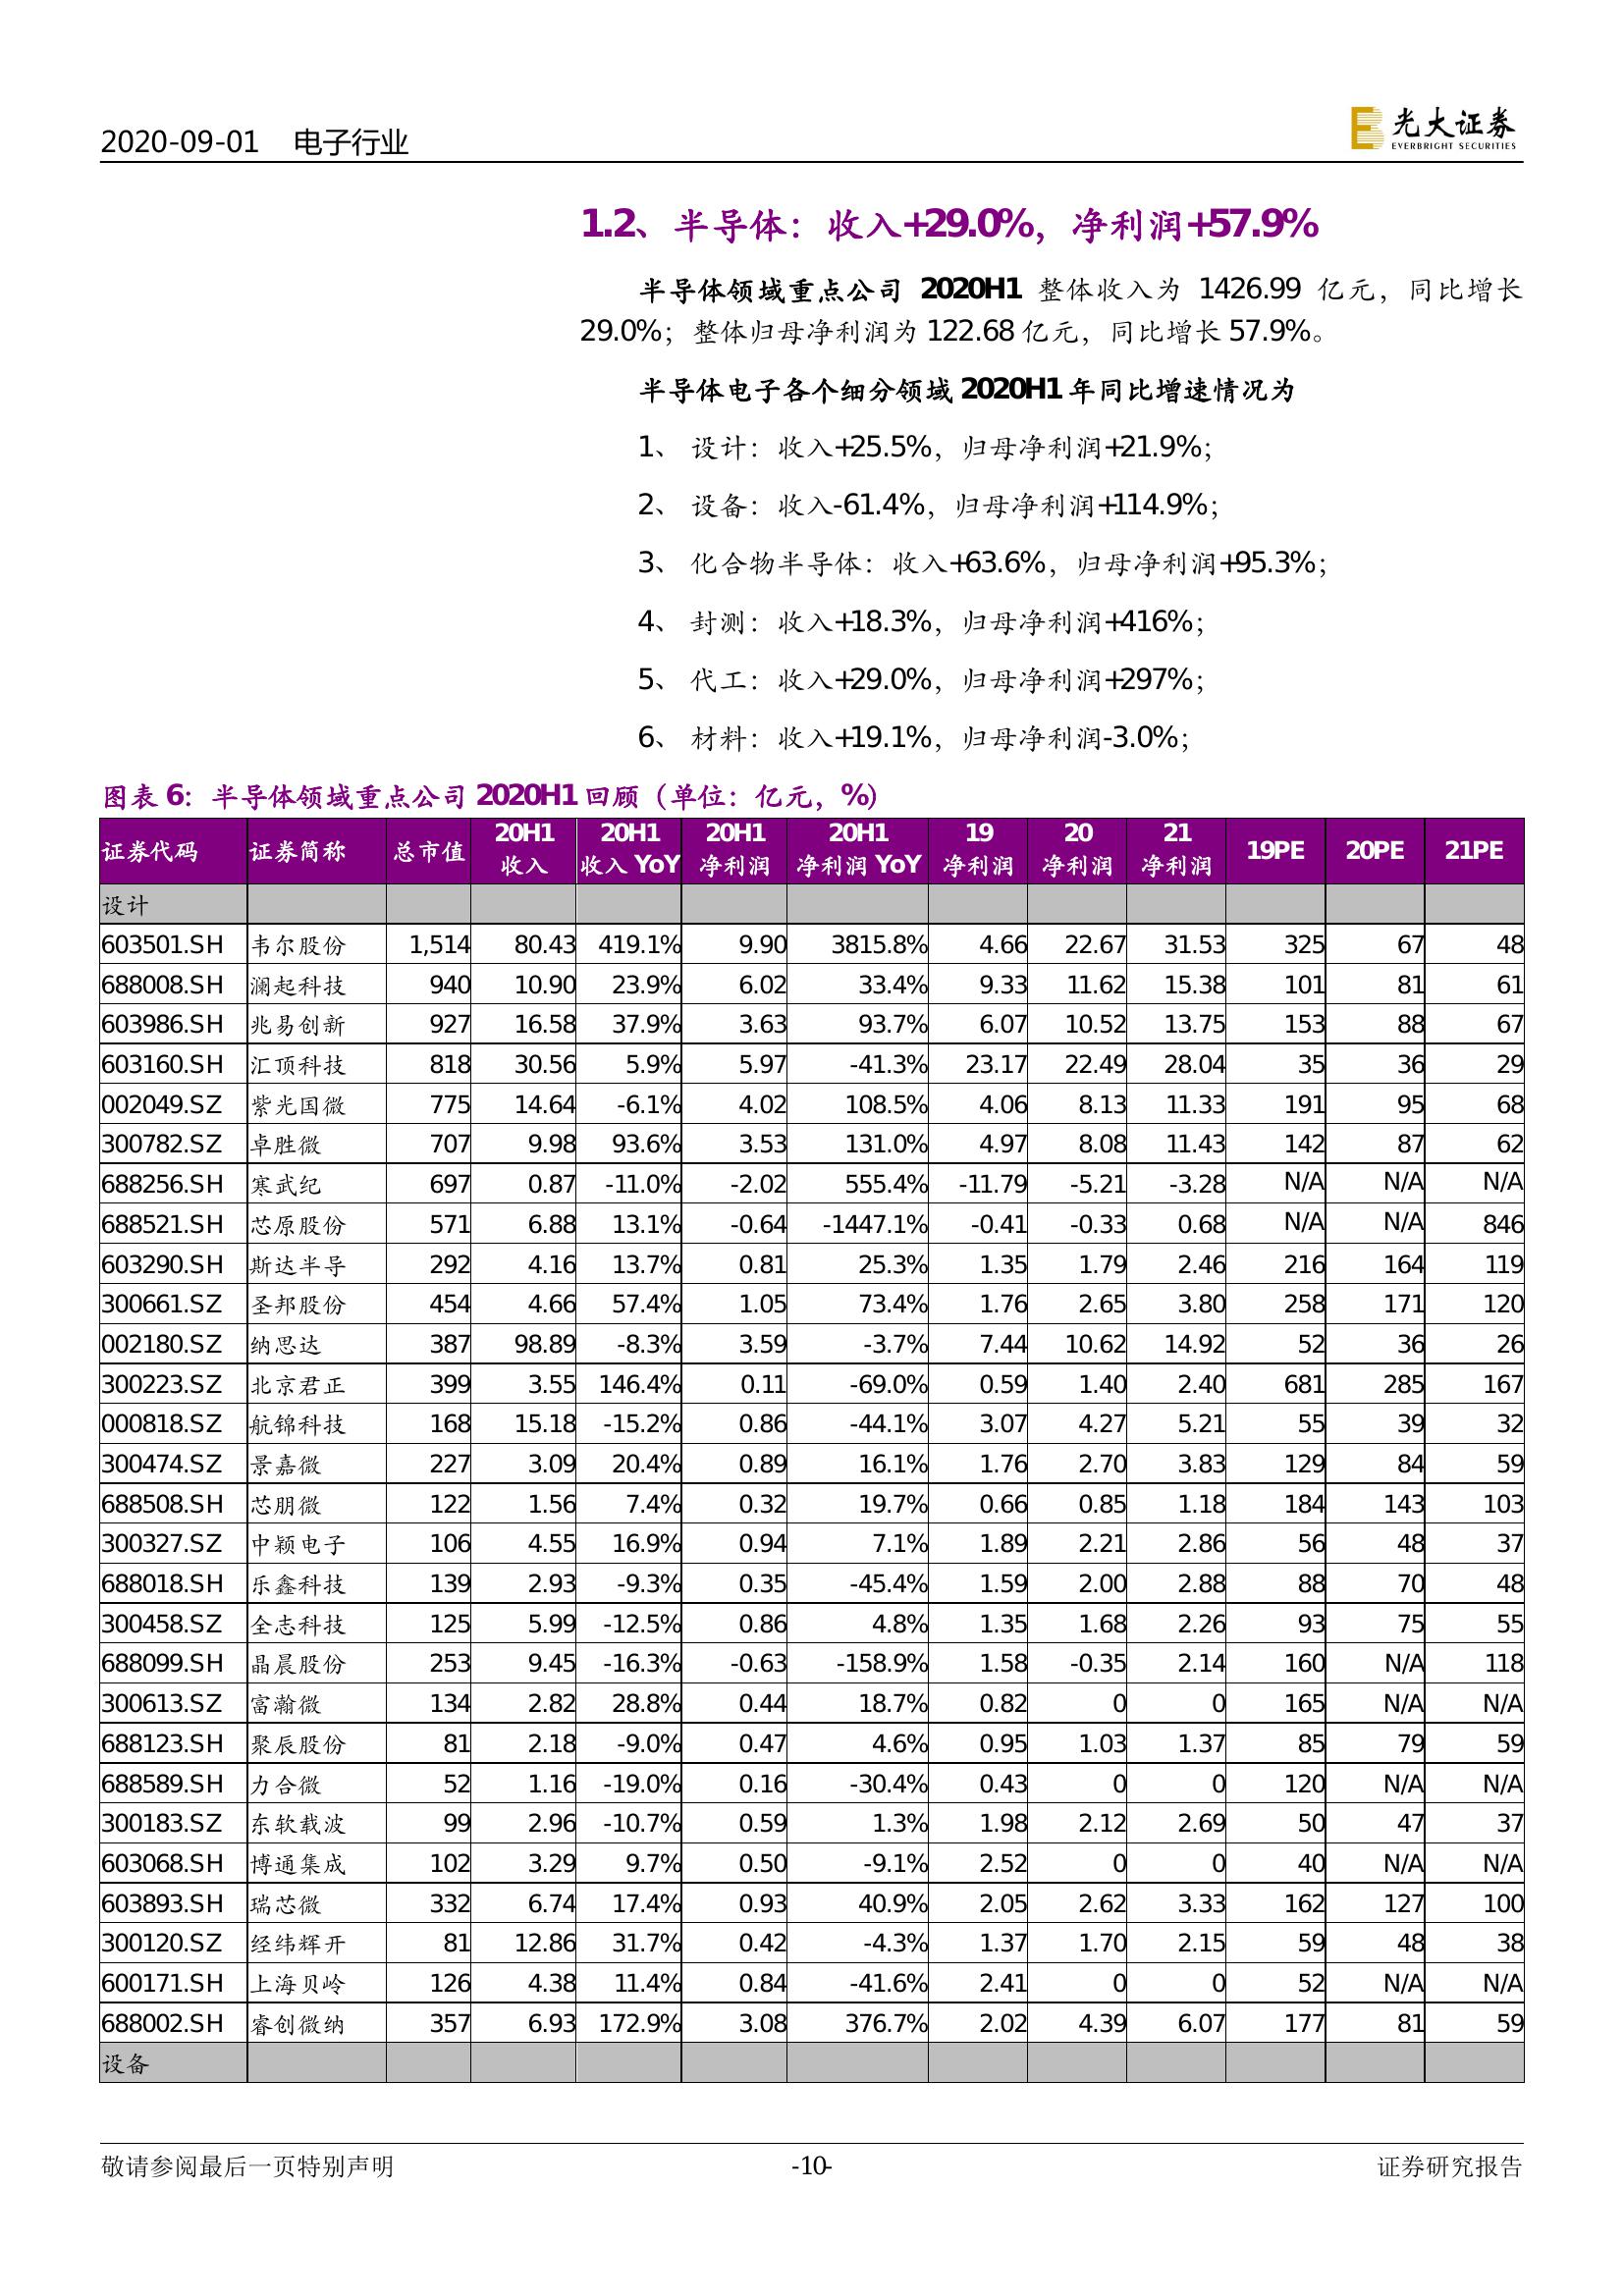 2020-09-01 电子行业
光大证券
EVERBRIGHT SECURITIES
1.2、半导体：收入+29.0%，净利润+57.9%
半导体领域重点公司 2020H1 整体收入为 1426.99 亿元，同比增长
29.0%；整体归母净利润为 122.68 亿元，同比增长 57.9%。
半导体电子各个细分领域 2020H1 年同比增速情况为
1、 设计：收入+25.5%，归母净利润+21.9%；
2、 设备：收入-61.4%，归母净利润+114.9%；
3、 化合物半导体：收入+63.6%，归母净利润+95.3%；
4、 封测：收入+18.3%，归母净利润+416%；
5、 代工：收入+29.0%，归母净利润+297%；
6、 材料：收入+19.1%，归母净利润-3.0%；
图表 6：半导体领域重点公司 2020H1 回顾（单位：亿元，%）
证券代码 证券简称 总市值 20H1 收入 20H1 收入 YoY 20H1 净利润 20H1 净利润 YoY 19 净利润 20 净利润 21 净利润 19PE 20PE 21PE
设计
603501.SH 韦尔股份 1,514 80.43 419.1% 9.90 3815.8% 4.66 22.67 31.53 325 67 48
688008.SH 澜起科技 940 10.90 23.9% 6.02 33.4% 9.33 11.62 15.38 101 81 61
603986.SH 兆易创新 927 16.58 37.9% 3.63 93.7% 6.07 10.52 13.75 153 88 67
603160.SH 汇顶科技 818 30.56 5.9% 5.97 -41.3% 23.17 22.49 28.04 35 36 29
002049.SZ 紫光国微 775 14.64 -6.1% 4.02 108.5% 4.06 8.13 11.33 191 95 68
300782.SZ 卓胜微 707 9.98 93.6% 3.53 131.0% 4.97 8.08 11.43 142 87 62
688256.SH 寒武纪 697 0.87 -11.0% -2.02 555.4% -11.79 -5.21 -3.28 N/A N/A N/A
688521.SH 芯原股份 571 6.88 13.1% -0.64 -1447.1% -0.41 -0.33 0.68 N/A N/A 846
603290.SH 斯达半导 292 4.16 13.7% 0.81 25.3% 1.35 1.79 2.46 216 164 119
300661.SZ 圣邦股份 454 4.66 57.4% 1.05 73.4% 1.76 2.65 3.80 258 171 120
002180.SZ 纳思达 387 98.89 -8.3% 3.59 -3.7% 7.44 10.62 14.92 52 36 26
300223.SZ 北京君正 399 3.55 146.4% 0.11 -69.0% 0.59 1.40 2.40 681 285 167
000818.SZ 航锦科技 168 15.18 -15.2% 0.86 -44.1% 3.07 4.27 5.21 55 39 32
300474.SZ 景嘉微 227 3.09 20.4% 0.89 16.1% 1.76 2.70 3.83 129 84 59
688508.SH 芯朋微 122 1.56 7.4% 0.32 19.7% 0.66 0.85 1.18 184 143 103
300327.SZ 中颖电子 106 4.55 16.9% 0.94 7.1% 1.89 2.21 2.86 56 48 37
688018.SH 乐鑫科技 139 2.93 -9.3% 0.35 -45.4% 1.59 2.00 2.88 88 70 48
300458.SZ 全志科技 125 5.99 -12.5% 0.86 4.8% 1.35 1.68 2.26 93 75 55
688099.SH 晶晨股份 253 9.45 -16.3% -0.63 -158.9% 1.58 -0.35 2.14 160 N/A 118
300613.SZ 富瀚微 134 2.82 28.8% 0.44 18.7% 0.82 0 0 165 N/A N/A
688123.SH 聚辰股份 81 2.18 -9.0% 0.47 4.6% 0.95 1.03 1.37 85 79 59
688589.SH 力合微 52 1.16 -19.0% 0.16 -30.4% 0.43 0 0 120 N/A N/A
300183.SZ 东软载波 99 2.96 -10.7% 0.59 1.3% 1.98 2.12 2.69 50 47 37
603068.SH 博通集成 102 3.29 9.7% 0.50 -9.1% 2.52 0 0 40 N/A N/A
603893.SH 瑞芯微 332 6.74 17.4% 0.93 40.9% 2.05 2.62 3.33 162 127 100
300120.SZ 经纬辉开 81 12.86 31.7% 0.42 -4.3% 1.37 1.70 2.15 59 48 38
600171.SH 上海贝岭 126 4.38 11.4% 0.84 -41.6% 2.41 0 0 52 N/A N/A
688002.SH 睿创微纳 357 6.93 172.9% 3.08 376.7% 2.02 4.39 6.07 177 81 59
设备
敬请参阅最后一页特别声明 -10- 证券研究报告